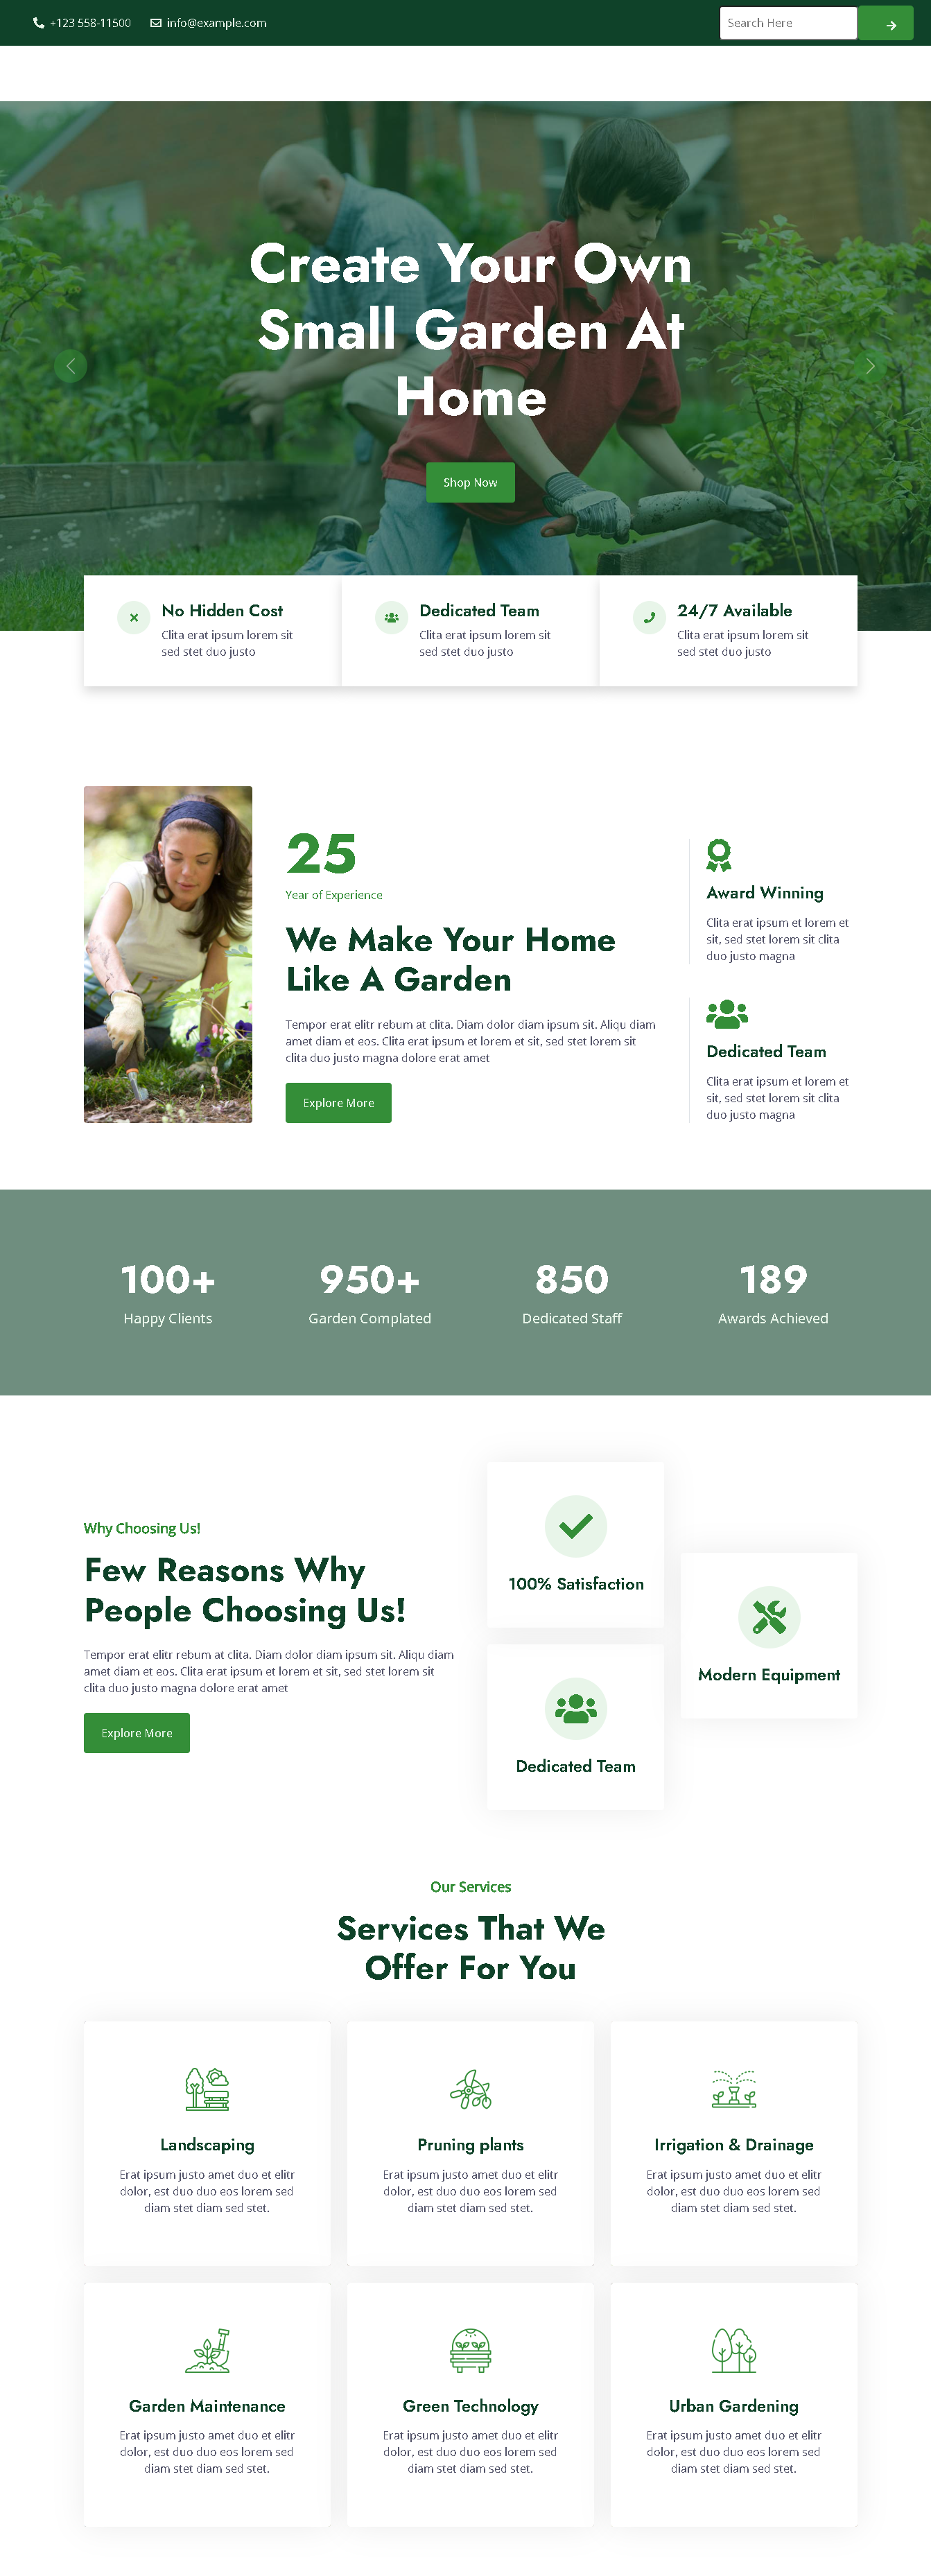 +123 558-11500
info@example.com
Search Here
Create Your Own
Small Garden At
Home
Shop Now
No Hidden Cost
Clita erat ipsum lorem sit
sed stet duo justo
Dedicated Team
Clita erat ipsum lorem sit
sed stet duo justo
24/7 Available
Clita erat ipsum lorem sit
sed stet duo justo
25
Year of Experience
We Make Your Home
Like A Garden
Tempor erat elitr rebum at clita. Diam dolor diam ipsum sit. Aliqu diam
amet diam et eos. Clita erat ipsum et lorem et sit, sed stet lorem sit
clita duo justo magna dolore erat amet
Explore More
Award Winning
Clita erat ipsum et lorem et
sit, sed stet lorem sit clita
duo justo magna
Dedicated Team
Clita erat ipsum et lorem et
sit, sed stet lorem sit clita
duo justo magna
100+
Happy Clients
950+
Garden Complated
850
Dedicated Staff
189
Awards Achieved
Why Choosing Us!
Few Reasons Why
People Choosing Us!
Tempor erat elitr rebum at clita. Diam dolor diam ipsum sit. Aliqu diam
amet diam et eos. Clita erat ipsum et lorem et sit, sed stet lorem sit
clita duo justo magna dolore erat amet
Explore More
100% Satisfaction
Dedicated Team
Modern Equipment
Our Services
Services That We
Offer For You
Landscaping
Erat ipsum justo amet duo et elitr
dolor, est duo duo eos lorem sed
diam stet diam sed stet.
Pruning plants
Erat ipsum justo amet duo et elitr
dolor, est duo duo eos lorem sed
diam stet diam sed stet.
Irrigation & Drainage
Erat ipsum justo amet duo et elitr
dolor, est duo duo eos lorem sed
diam stet diam sed stet.
Garden Maintenance
Erat ipsum justo amet duo et elitr
dolor, est duo duo eos lorem sed
diam stet diam sed stet.
Green Technology
Erat ipsum justo amet duo et elitr
dolor, est duo duo eos lorem sed
diam stet diam sed stet.
Urban Gardening
Erat ipsum justo amet duo et elitr
dolor, est duo duo eos lorem sed
diam stet diam sed stet.